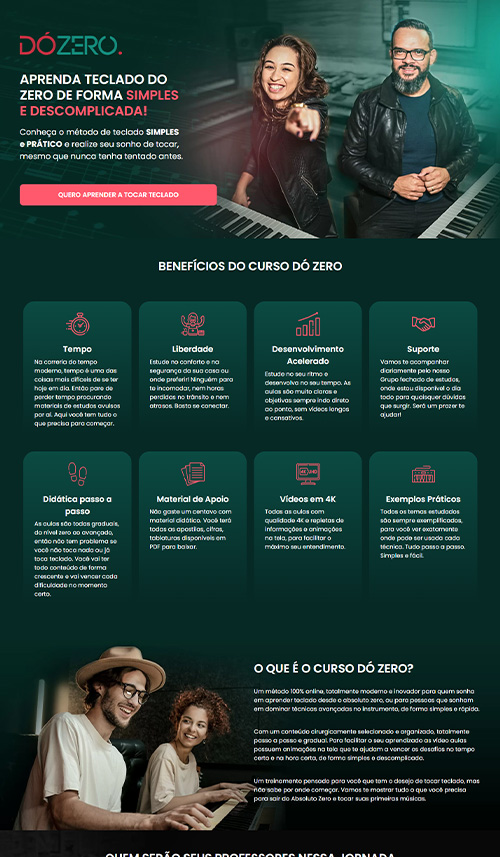 DÓZERO.
APRENDA TECLADO DO
ZERO DE FORMA SIMPLES
E DESCOMPLICADA!
Conheça o método de teclado SIMPLES
e PRÁTICO e realize seu sonho de tocar,
mesmo que nunca tenha tentado antes.
QUERO APRENDER A TOCAR TECLADO
BENEFÍCIOS DO CURSO DÓ ZERO
Tempo
Na correria do tempo
moderno, tempo é uma das
coisas mais difíceis de se ter
hoje em dia. Então pare de
perder tempo procurando
materiais de estudos avulsos
por aí. Aqui você tem tudo o
que precisa para começar.
Liberdade
Estude no conforto e na
segurança da sua casa ou
onde preferir! Ninguém para
te incomodar, nem horas
perdidas no trânsito e nem
atrasos. Basta se conectar.
Desenvolvimento
Acelerado
Estude no seu ritmo e
desenvolva no seu tempo. As
aulas são muito claras e
objetivas sempre indo direto
ao ponto, sem vídeos longos
e cansativos.
Suporte
Vamos te acompanhar
diariamente pelo nosso
Grupo fechado de estudos,
onde estou disponível o dia
todo para quaisquer dúvidas
que surgir. Será um prazer te
ajudar!
Didática passo a
passo
As aulas são todas graduais,
do nível zero ao avançado,
então não tem problema se
você não toca nada ou já
toca teclado. Você vai ter
todo conteúdo de forma
crescente e vai vencer cada
dificuldade no momento
certo.
Material de Apoio
Não gaste um centavo com
material didático. Você terá
todas as apostilas, cifras,
tablaturas disponíveis em
PDF para baixar.
4K UHD
Vídeos em 4K
Todas as aulas com
qualidade 4K e repletas de
informações e animações
na tela, para facilitar o
máximo seu entendimento.
Exemplos Práticos
Todos os temas estudados
são sempre exemplificados,
para você ver exatamente
onde pode ser usada cada
técnica. Tudo passo a passo.
Simples e fácil.
O QUE É O CURSO DÓ ZERO?
Um método 100% online, totalmente moderno e inovador para quem sonha
em aprender teclado desde o absoluto zero, ou para pessoas que sonham
em dominar técnicas avançadas no instrumento, de forma simples e rápida.
Com um conteúdo cirurgicamente selecionado e organizado, totalmente
passo a passo e gradual. Para facilitar o seu aprendizado as vídeo aulas
possuem animações na tela que te ajudam a vencer os desafios no tempo
certo e na hora certa, de forma simples e descomplicada.
Um treinamento pensado para você que tem o desejo de tocar teclado, mas
não sabe por onde começar. Vamos te mostrar tudo o que você precisa
para sair do Absoluto Zero e tocar suas primeiras músicas.
QUEM SERÃO SEUS PROFESSORES NESSA JORNADA